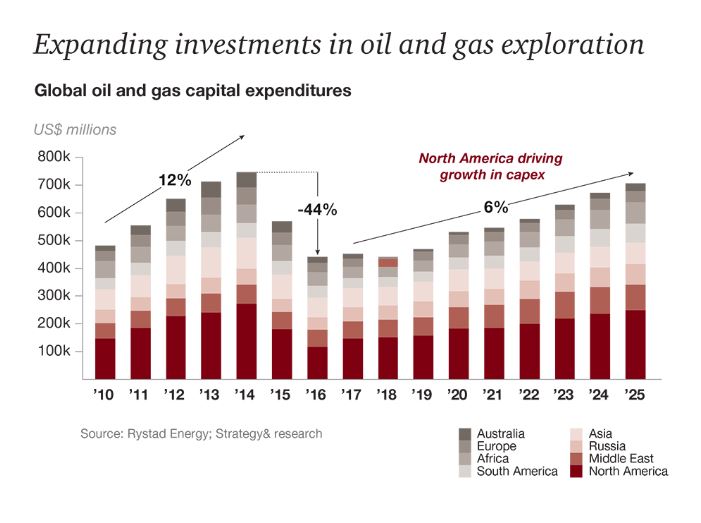 Expanding investments in oil and gas exploration
Global oil and gas capital expenditures
US$ millions
800k
700k
600k
500k
400k
300k
200k
100k
12%
-44%
North America driving
growth in capex
6%
’10 ’11 ’12 ’13 ’14 ’15 ’16 ’17 ’18 ’19 ’20 ’21 ’22 ’23 ’24 ’25
Source: Rystad Energy; Strategy& research
Australia
Europe
Africa
South America
Asia
Russia
Middle East
North America